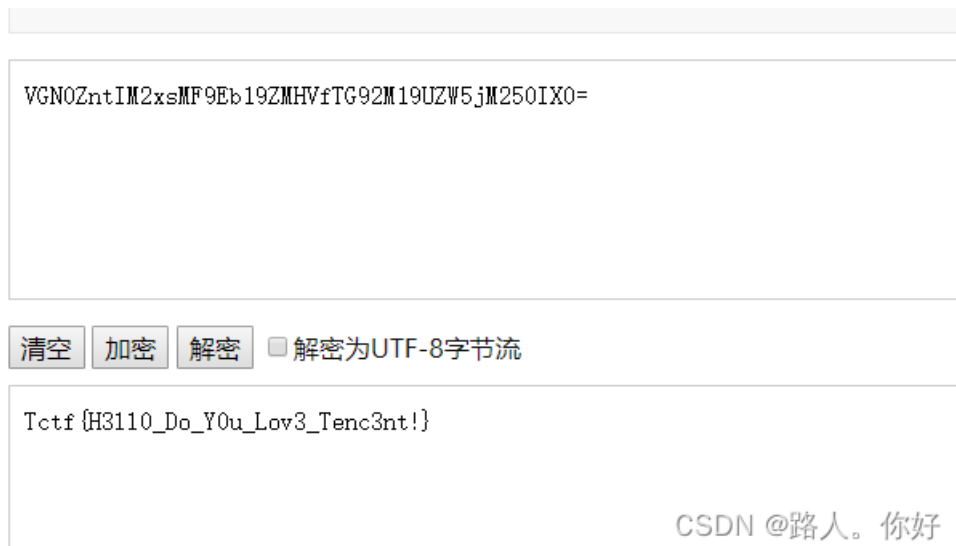 VGN0ZntIM2xsMF9Eb19ZMHVfTG92M19UZW5jM250IX0=
清空 加密 解密 解密为UTF-8字节流
Tctf{H3ll0_Do_Y0u_Lov3_Tenc3nt!}
CSDN @路人。你好